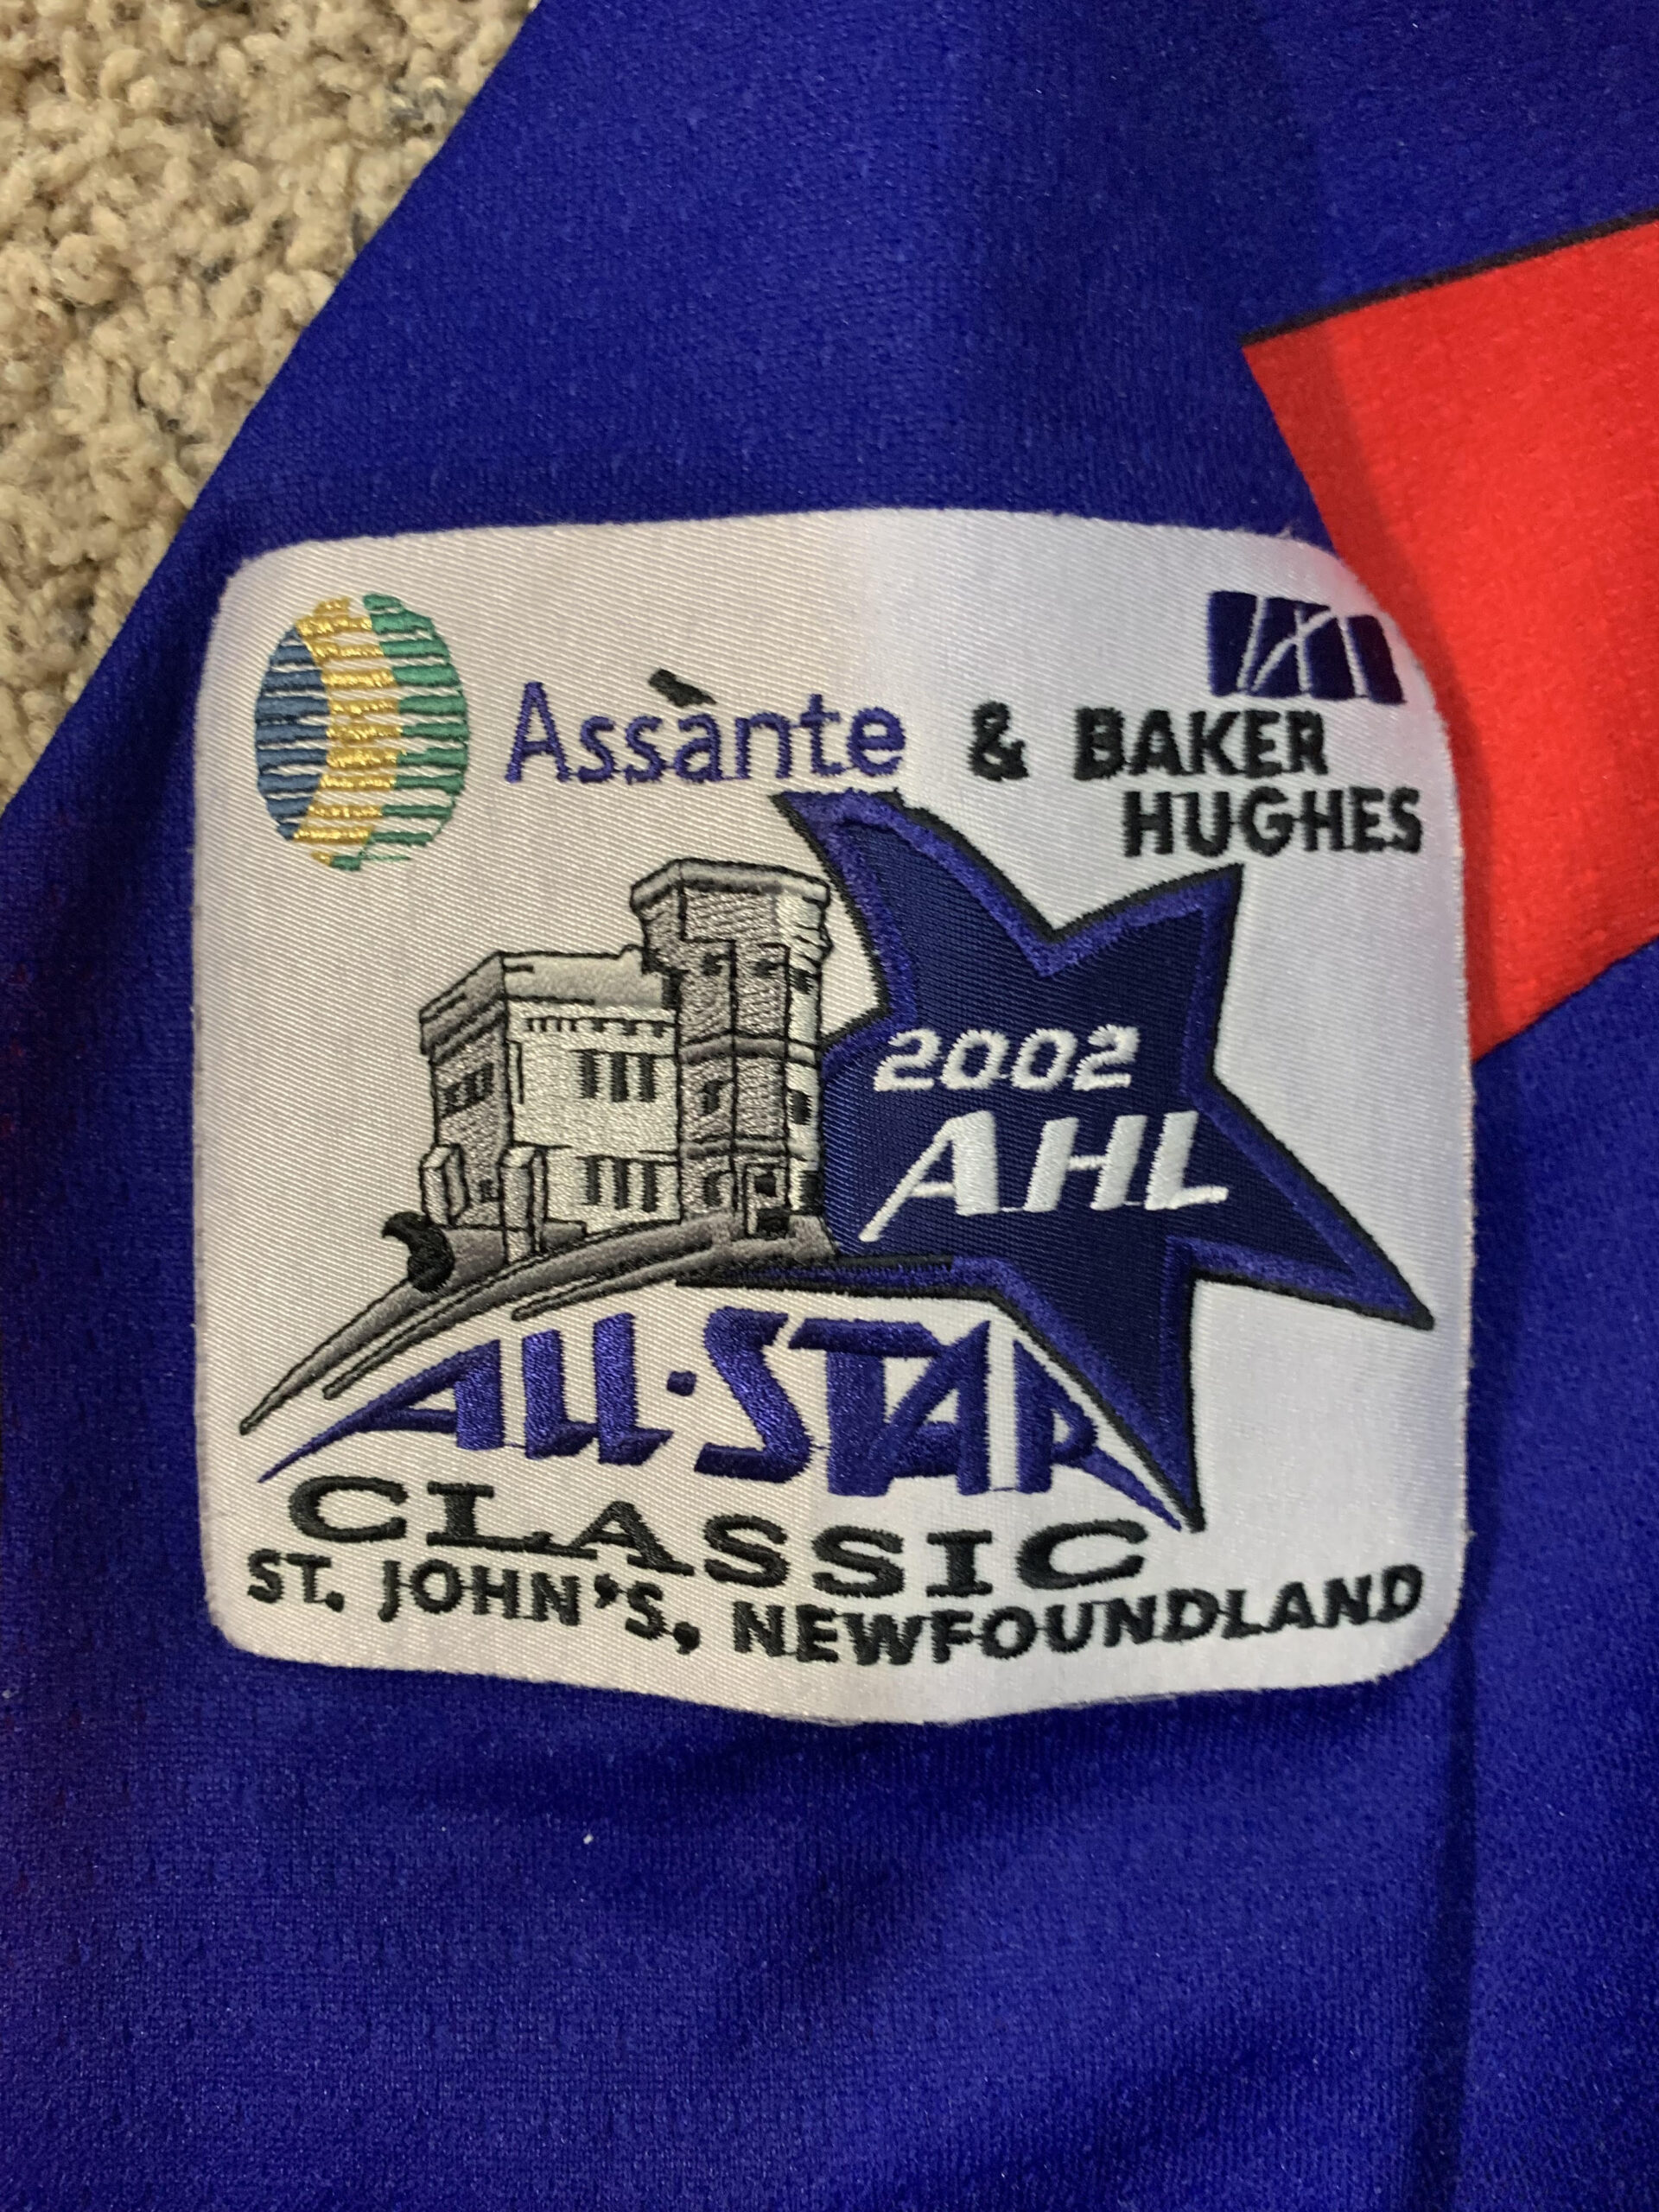 Assànte & BAKER
HUGHES
2002
AHL
ALL·STAR
CLASSIC
ST. JOHN'S, NEWFOUNDLAND